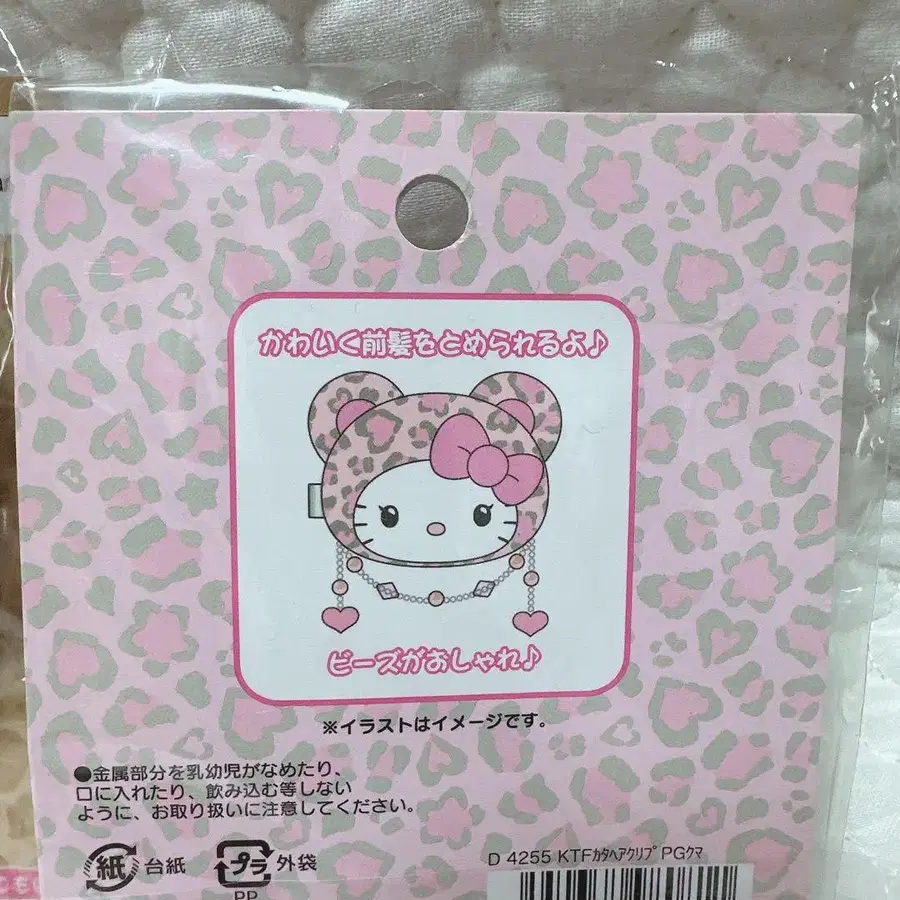 かわいく前髪をとめられるよ♪
ビーズがおしゃれ♪
※イラストはイメージです。
●金属部分を乳幼児がなめたり、
口に入れたり、飲み込む等しない
ように、お取り扱いに注意してください。
紙 台紙 プラ 外袋
PP
D 4255 KTFｶﾀﾍｱｸﾘﾌﾟPGｸﾏ